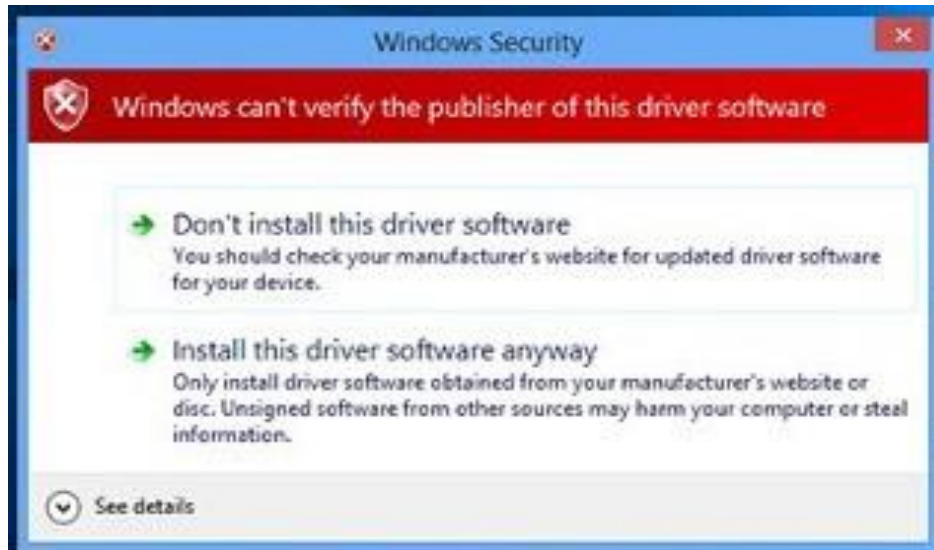 Windows Security
Windows can't verify the publisher of this driver software
Don't install this driver software
You should check your manufacturer's website for updated driver software
for your device.
Install this driver software anyway
Only install driver software obtained from your manufacturer's website or
disc. Unsigned software from other sources may harm your computer or steal
information.
See details